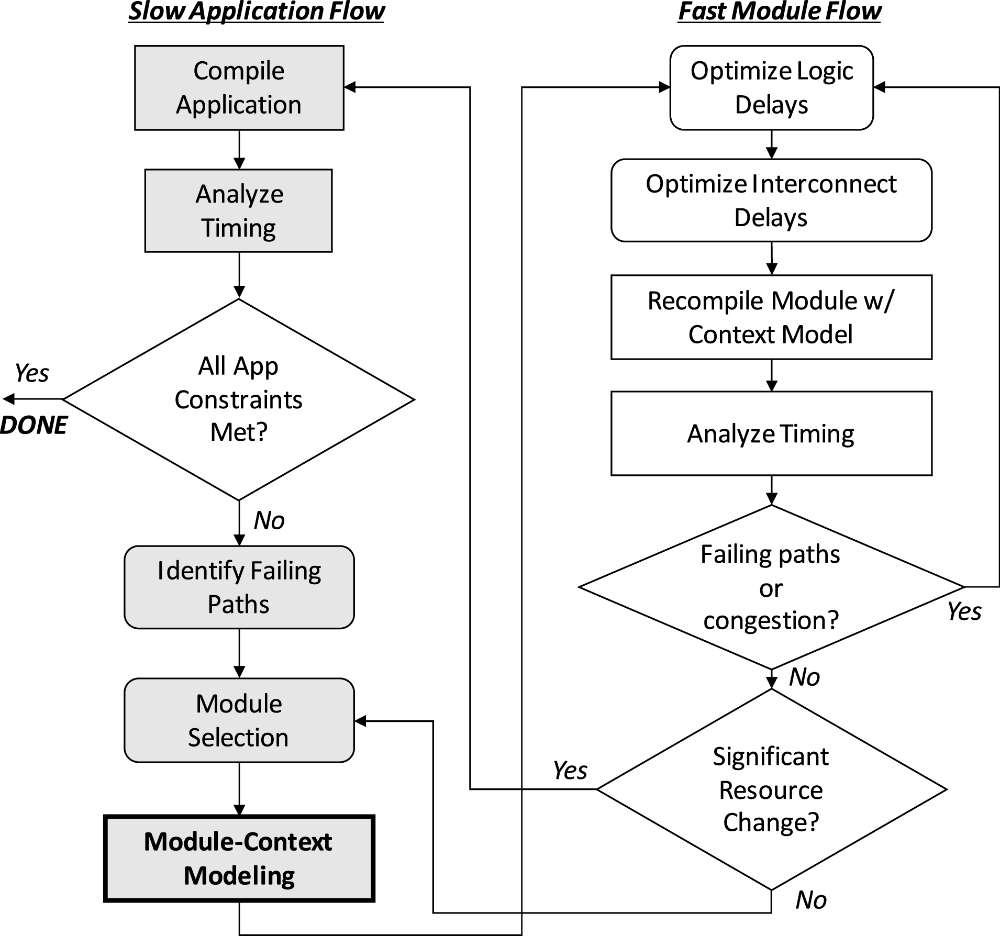 Slow Application Flow
Compile
Application
Analyze
Timing
All App
Constraints
Met?
Yes
DONE
No
Identify Failing
Paths
Module
Selection
Module-Context
Modeling
Fast Module Flow
Optimize Logic
Delays
Optimize Interconnect
Delays
Recompile Module w/
Context Model
Analyze Timing
Failing paths
or
congestion?
Yes
No
Significant
Resource
Change?
Yes
No